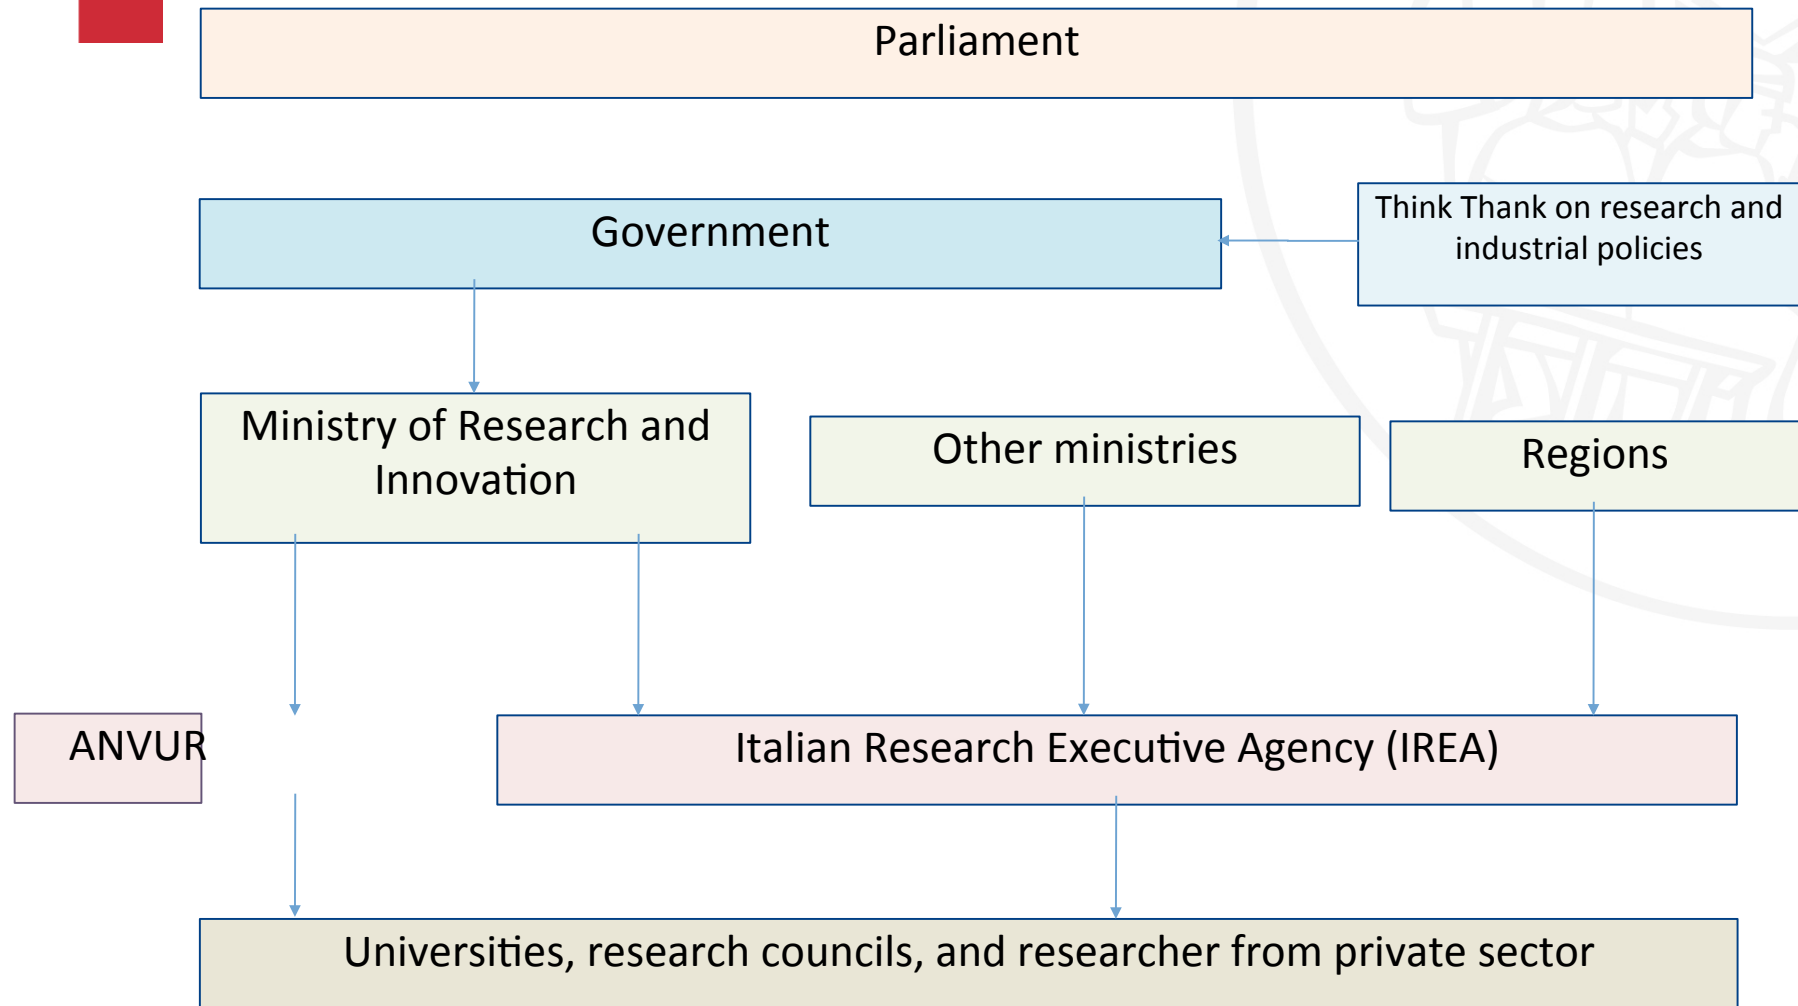 Parliament
Government
Think Thank on research and
industrial policies
Ministry of Research and
Innovation
Other ministries
Regions
ANVUR
Italian Research Executive Agency (IREA)
Universities, research councils, and researcher from private sector